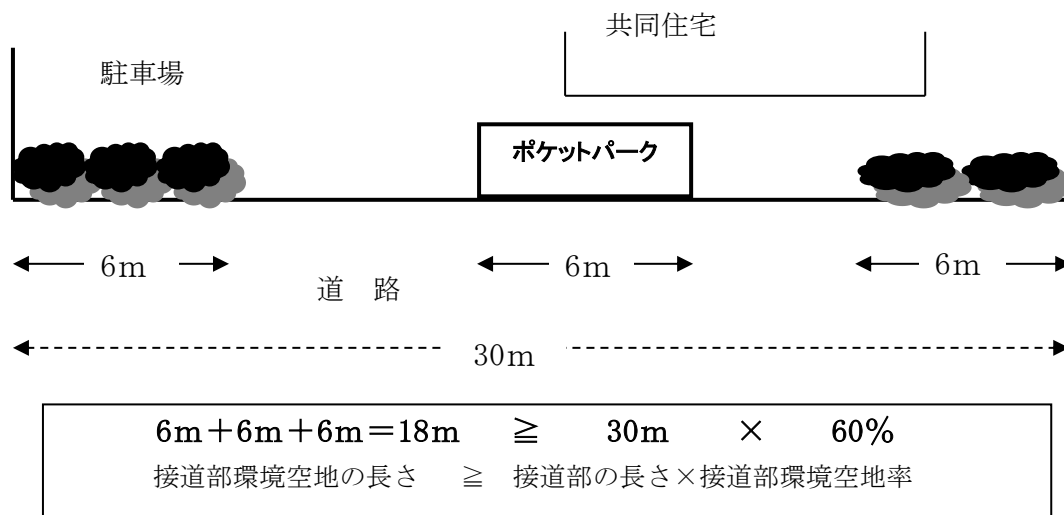 共同住宅
駐車場
ポケットパーク
6m 6m 6m
道 路
30m
6m+6m+6m=18m ≧ 30m × 60%
接道部環境空地の長さ ≧ 接道部の長さ×接道部環境空地率